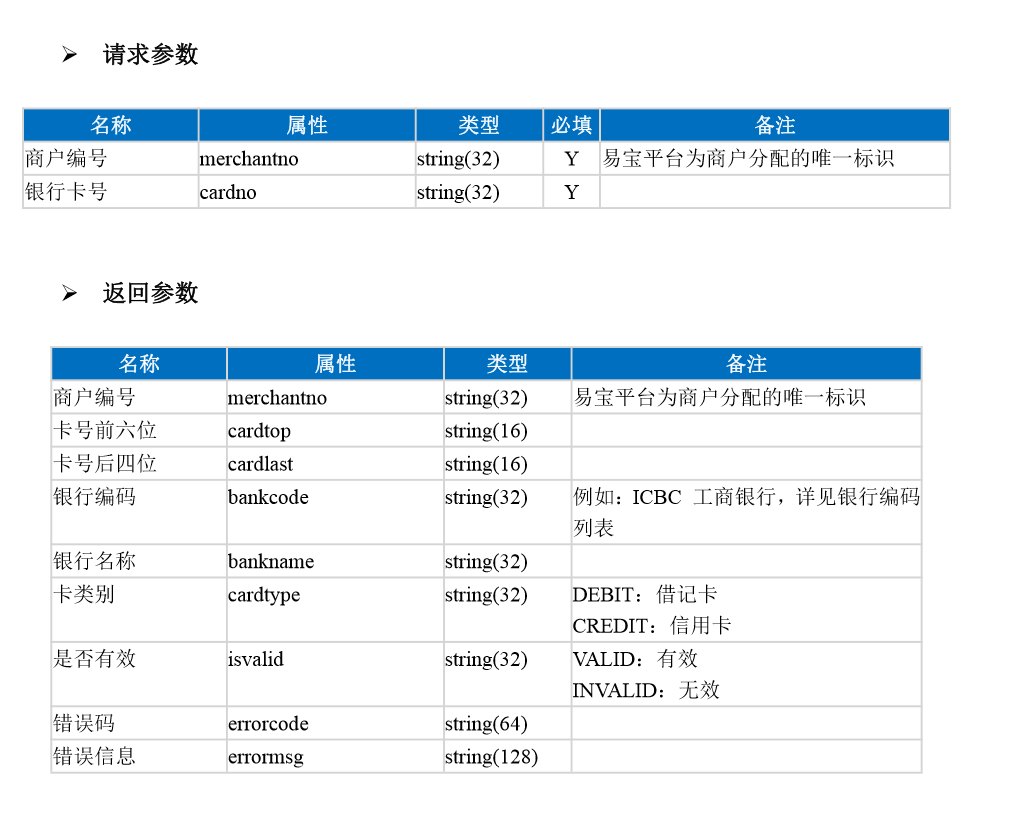 ➢ 请求参数
名称 属性 类型 必填 备注
商户编号 merchantno string(32) Y 易宝平台为商户分配的唯一标识
银行卡号 cardno string(32) Y
➢ 返回参数
名称 属性 类型 备注
商户编号 merchantno string(32) 易宝平台为商户分配的唯一标识
卡号前六位 cardtop string(16)
卡号后四位 cardlast string(16)
银行编码 bankcode string(32) 例如：ICBC 工商银行，详见银行编码
列表
银行名称 bankname string(32)
卡类别 cardtype string(32) DEBIT：借记卡
CREDIT：信用卡
是否有效 isvalid string(32) VALID：有效
INVALID：无效
错误码 errorcode string(64)
错误信息 errormsg string(128)